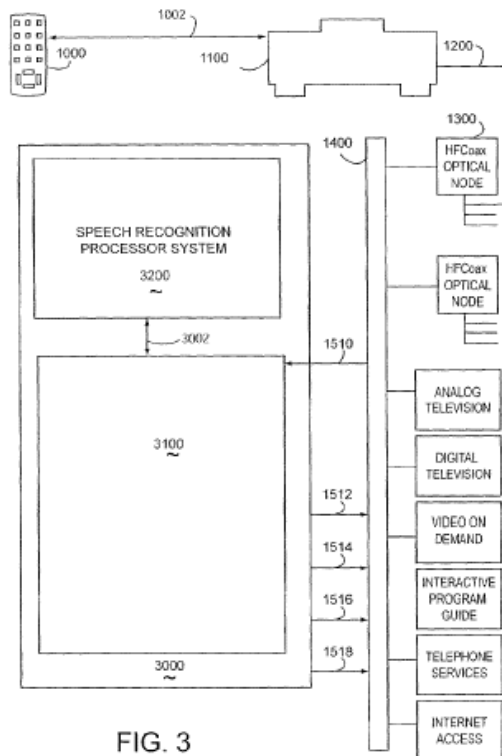 1002
1000
1100
1200
1300
1400
HFCoax
OPTICAL
NODE
SPEECH RECOGNITION
PROCESSOR SYSTEM
3200
~
HFCoax
OPTICAL
NODE
3002
1510
3100
~
ANALOG
TELEVISION
DIGITAL
TELEVISION
1512
VIDEO ON
DEMAND
1514
INTERACTIVE
PROGRAM
GUIDE
1516
1518
TELEPHONE
SERVICES
3000
~
INTERNET
ACCESS
FIG. 3